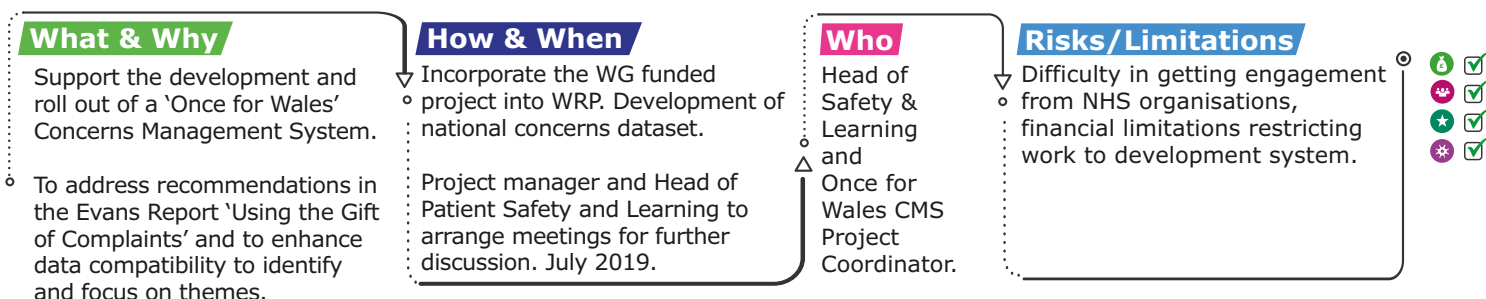 What & Why
Support the development and
roll out of a ‘Once for Wales’
Concerns Management System.
To address recommendations in
the Evans Report ‘Using the Gift
of Complaints’ and to enhance
data compatibility to identify
and focus on themes.
How & When
Incorporate the WG funded
project into WRP. Development of
national concerns dataset.
Project manager and Head of
Patient Safety and Learning to
arrange meetings for further
discussion. July 2019.
Who
Head of
Safety &
Learning
and
Once for
Wales CMS
Project
Coordinator.
Risks/Limitations
Difficulty in getting engagement
from NHS organisations,
financial limitations restricting
work to development system.